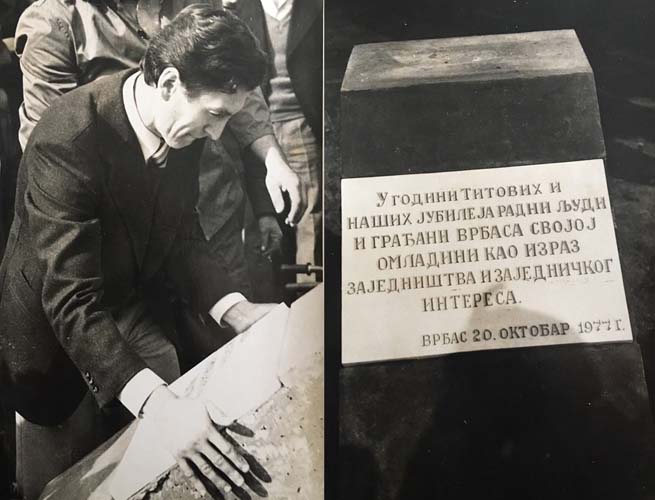 У ГОДИНИ ТИТОВИХ И
НАШИХ ЈУБИЛЕЈА РАДНИ ЉУДИ
И ГРАЂАНИ ВРБАСА СВОЈОЈ
ОМЛАДИНИ КАО ИЗРАЗ
ЗАЈЕДНИШТВА И ЗАЈЕДНИЧКОГ
ИНТЕРЕСА.
ВРБАС 20. ОКТОБАР 1977 Г.